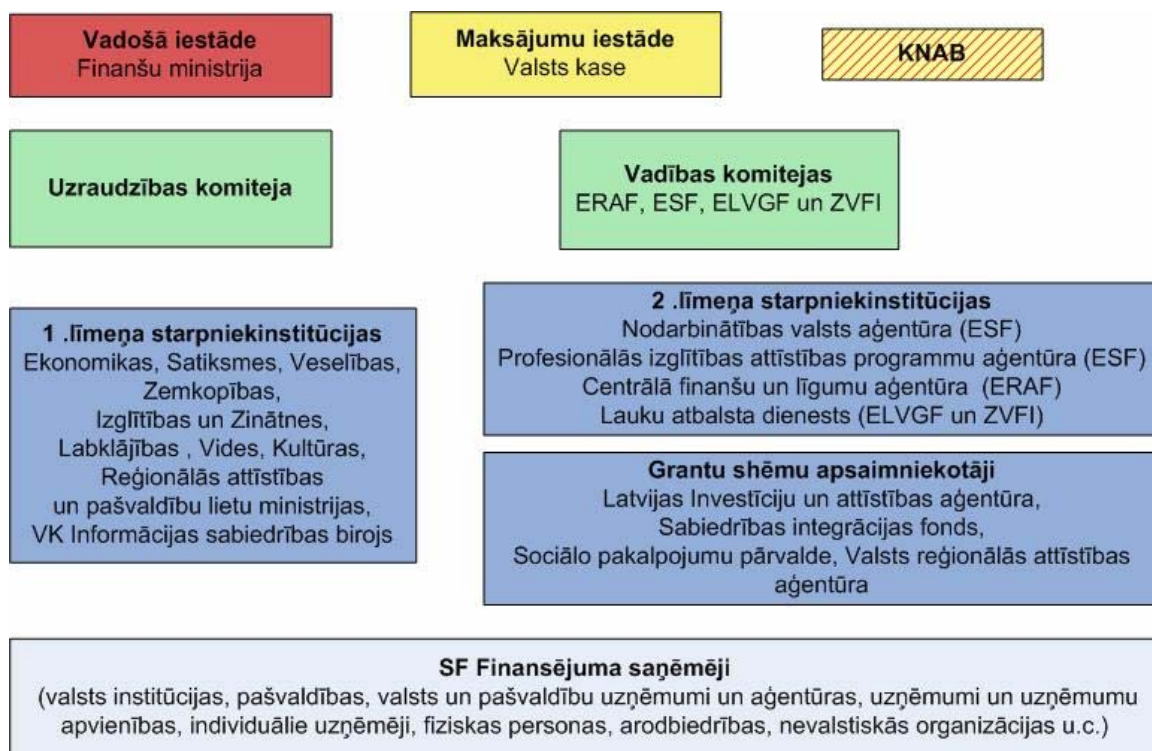 Vadošā iestāde
Finanšu ministrija
Maksājumu iestāde
Valsts kase
KNAB
Uzraudzības komiteja
Vadības komitejas
ERAF, ESF, ELVGF un ZVFI
1 .līmeņa starpniekinstitūcijas
Ekonomikas, Satiksmes, Veselības,
Zemkopības,
Izglītības un Zinātnes,
Labklājības , Vides, Kultūras,
Reģionālās attīstības
un pašvaldību lietu ministrijas,
VK Informācijas sabiedrības birojs
2 .līmeņa starpniekinstitūcijas
Nodarbinātības valsts aģentūra (ESF)
Profesionālās izglītības attīstības programmu aģentūra (ESF)
Centrālā finanšu un līgumu aģentūra (ERAF)
Lauku atbalsta dienests (ELVGF un ZVFI)
Grantu shēmu apsaimniekotāji
Latvijas Investīciju un attīstības aģentūra,
Sabiedrības integrācijas fonds,
Sociālo pakalpojumu pārvalde, Valsts reģionālās attīstības
aģentūra
SF Finansējuma saņēmēji
(valsts institūcijas, pašvaldības, valsts un pašvaldību uzņēmumi un aģentūras, uzņēmumi un uzņēmumu
apvienības, individuālie uzņēmēji, fiziskas personas, arodbiedrības, nevalstiskās organizācijas u.c.)